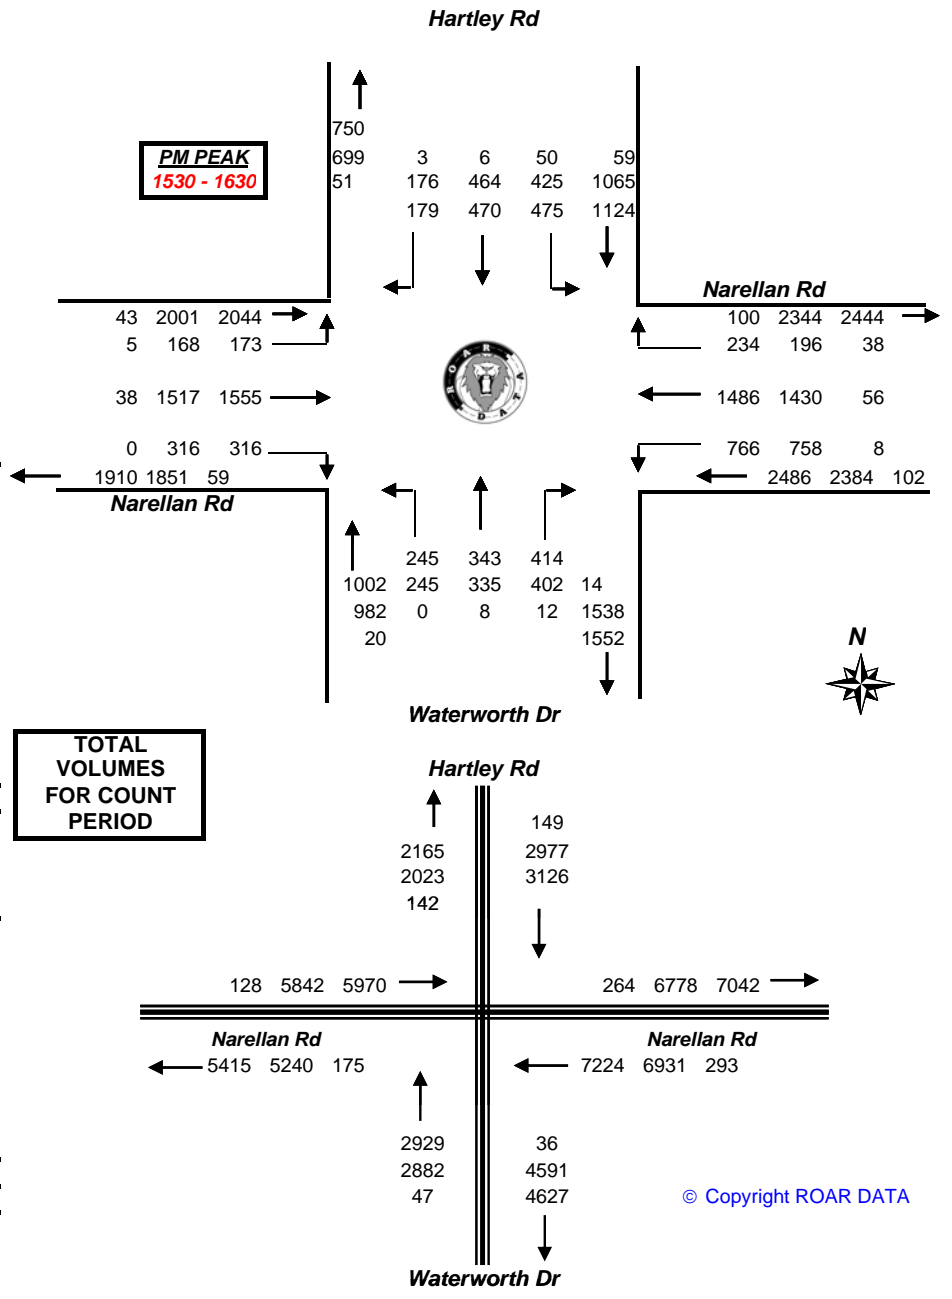 Hartley Rd
750
PM PEAK
699 3 6 50 59
1530 - 1630
51 176 464 425 1065
179 470 475 1124
Narellan Rd
43 2001 2044 100 2344 2444
5 168 173 234 196 38
ROAR DATA
38 1517 1555 1486 1430 56
0 316 316 766 758 8
1910 1851 59 2486 2384 102
Narellan Rd
245 343 414
1002 245 335 402 14
982 0 8 12 1538
20 1552
N
Waterworth Dr
TOTAL
VOLUMES
FOR COUNT
PERIOD
Hartley Rd
149
2165 2977
2023 3126
142
128 5842 5970 264 6778 7042
Narellan Rd Narellan Rd
5415 5240 175 7224 6931 293
2929 36
2882 4591
47 4627
© Copyright ROAR DATA
Waterworth Dr